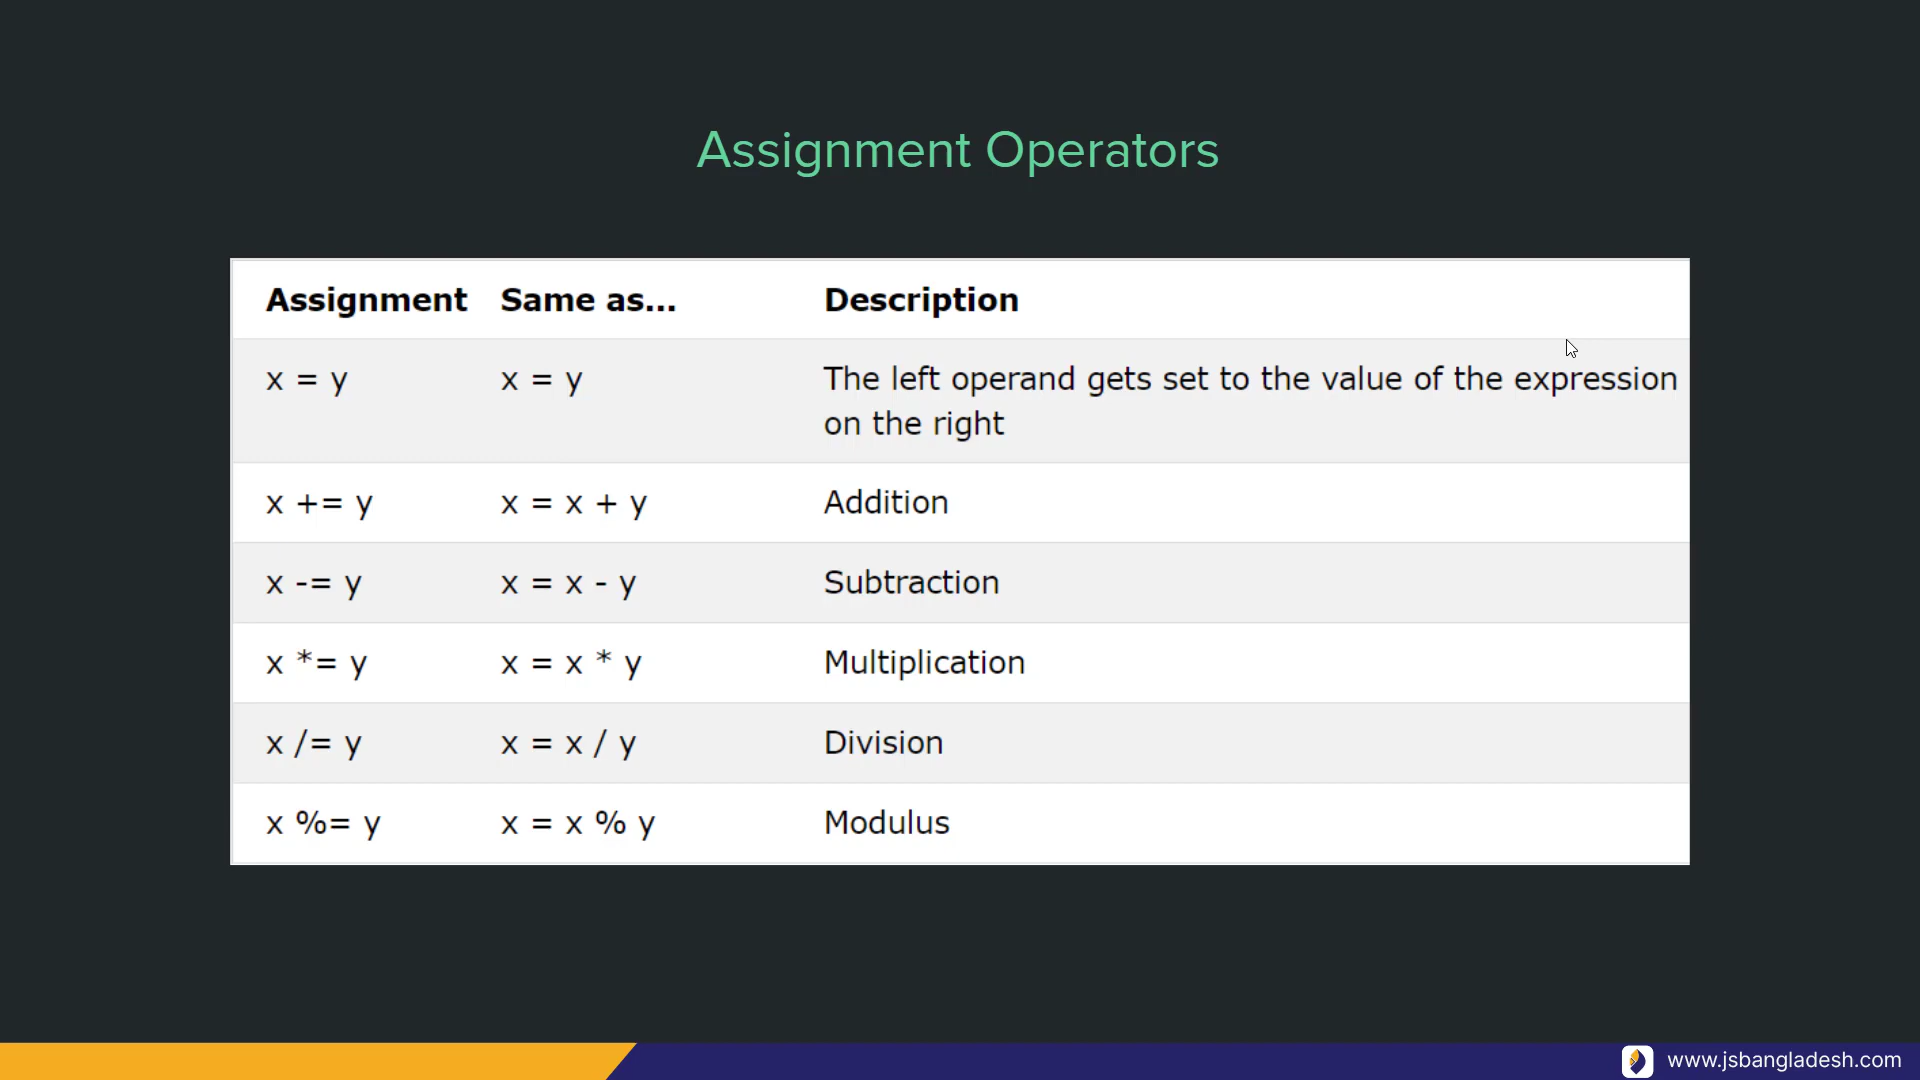 Assignment Operators
Assignment Same as... Description
x = y x = y The left operand gets set to the value of the expression
on the right
x += y x = x + y Addition
x -= y x = x - y Subtraction
x *= y x = x * y Multiplication
x /= y x = x / y Division
x %= y x = x % y Modulus
www.jsbangladesh.com